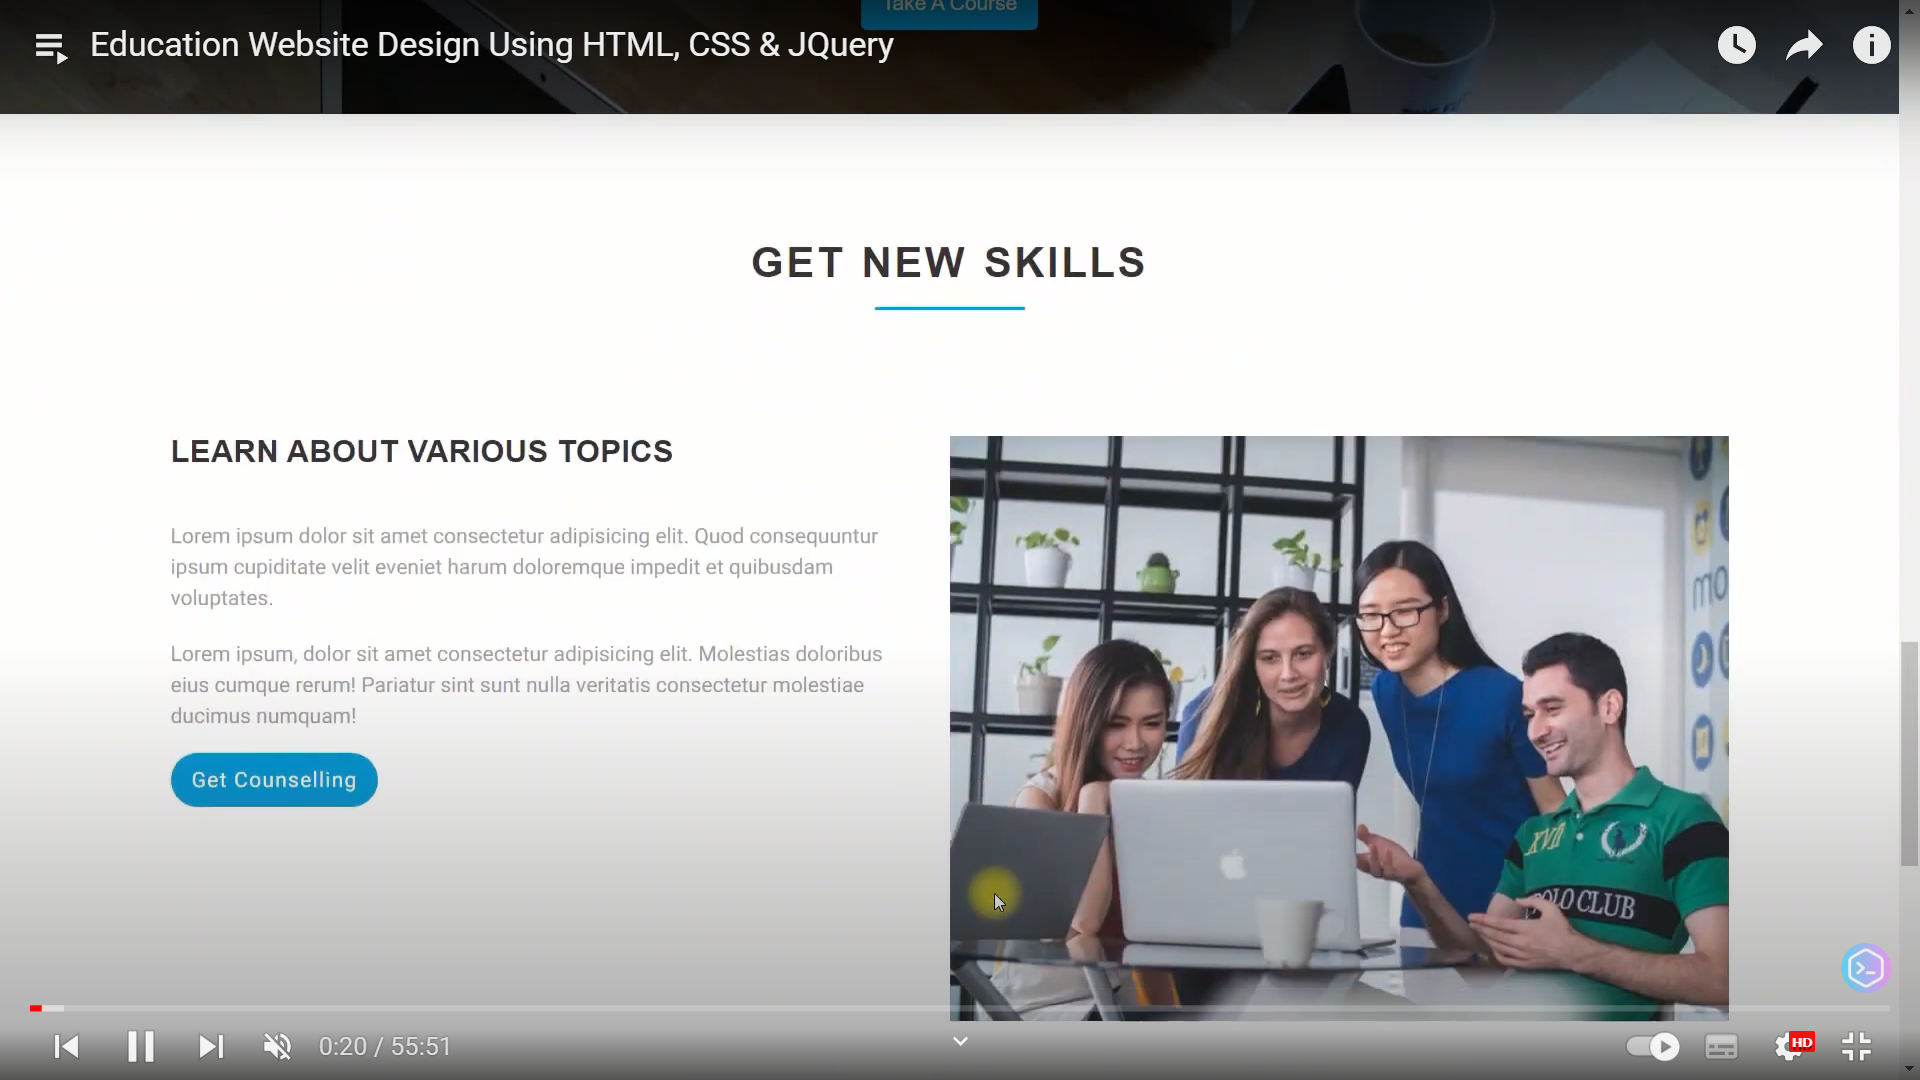 Take A Course
Education Website Design Using HTML, CSS & JQuery
GET NEW SKILLS
LEARN ABOUT VARIOUS TOPICS
Lorem ipsum dolor sit amet consectetur adipisicing elit. Quod consequuntur
ipsum cupiditate velit eveniet harum doloremque impedit et quibusdam
voluptates.
Lorem ipsum, dolor sit amet consectetur adipisicing elit. Molestias doloribus
eius cumque rerum! Pariatur sint sunt nulla veritatis consectetur molestiae
ducimus numquam!
Get Counselling
mo
XVII
POLO CLUB
0:20 / 55:51
HD